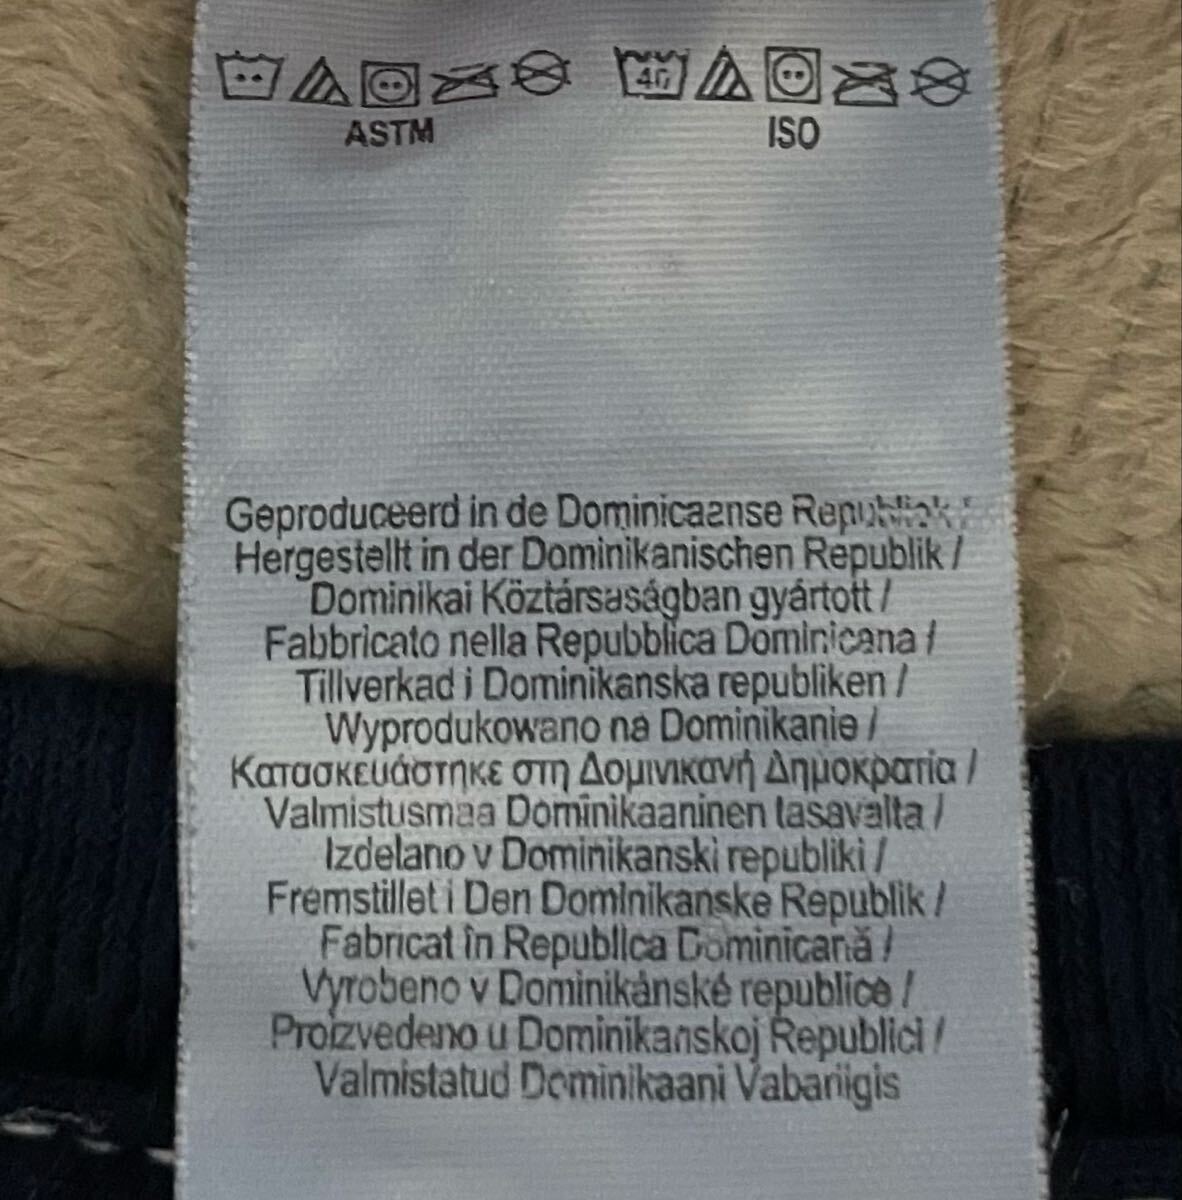 40
ASTM ISO
Geproduceerd in de Dominicaanse Republiek /
Hergestellt in der Dominikanischen Republik /
Dominikai Köztársaságban gyártott /
Fabbricato nella Repubblica Dominicana /
Tillverkad i Dominikanska republiken /
Wyprodukowano na Dominikanie /
Κατασκευάστηκε στη Δομινικανή Δημοκρατία /
Valmistusmaa Dominikaaninen tasavalta /
Izdelano v Dominikanski republiki /
Fremstillet i Den Dominikanske Republik /
Fabricat în Republica Dominicană /
Vyrobeno v Dominikánské republice /
Proizvedeno u Dominikanskoj Republici /
Valmistatud Dominikaani Vabariigis